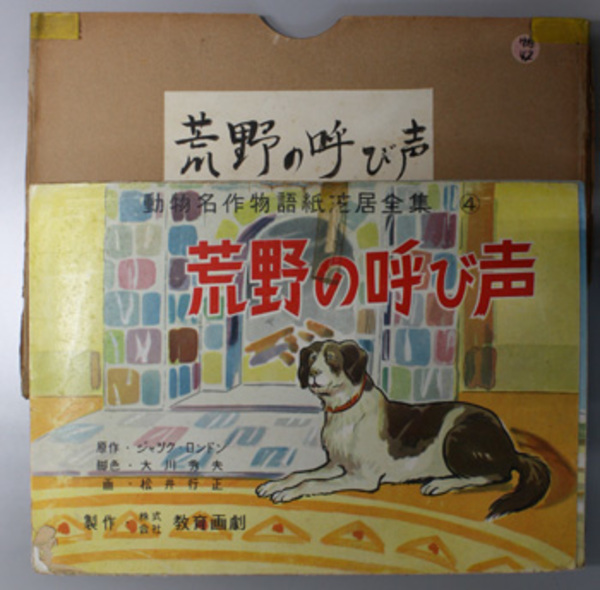 荒野の呼び声
動物名作物語紙芝居全集 ④
荒野の呼び声
原作・ジャック・ロンドン
脚色・大川秀夫
画・松井行正
製作・株式会社 教育画劇